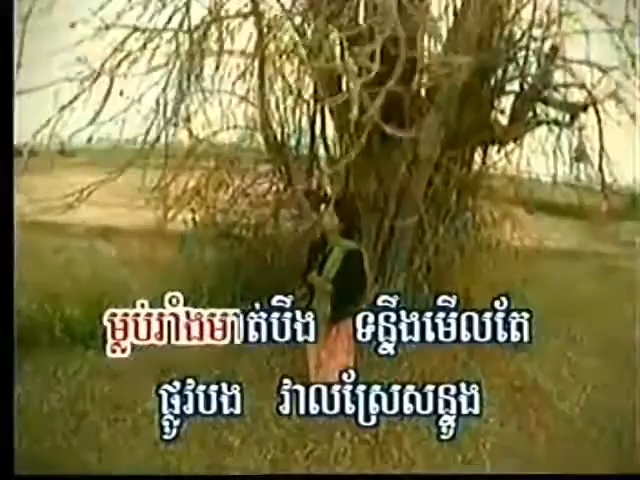 ម្លប់រាំងមាត់បឹង ទន្ទឹងមើលតែ
ផ្លូវបង វាលស្រែសន្លូង